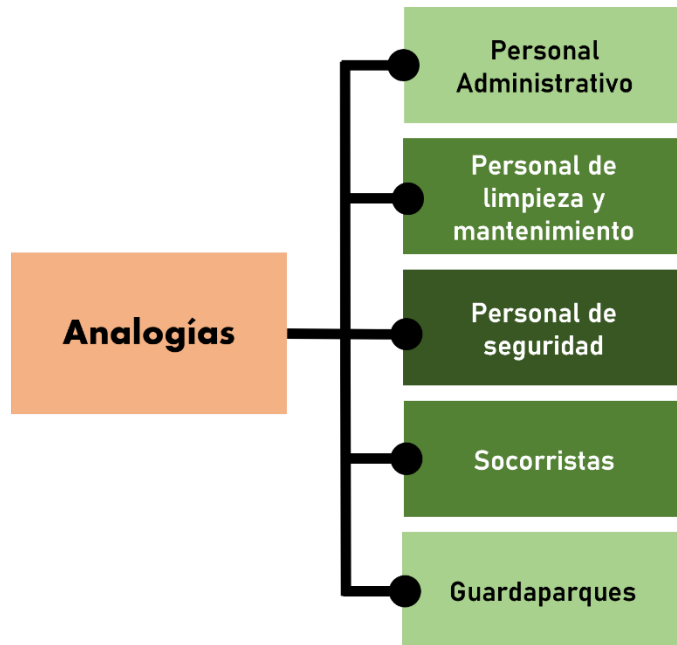 Analogías
Personal
Administrativo
Personal de
limpieza y
mantenimiento
Personal de
seguridad
Socorristas
Guardaparques